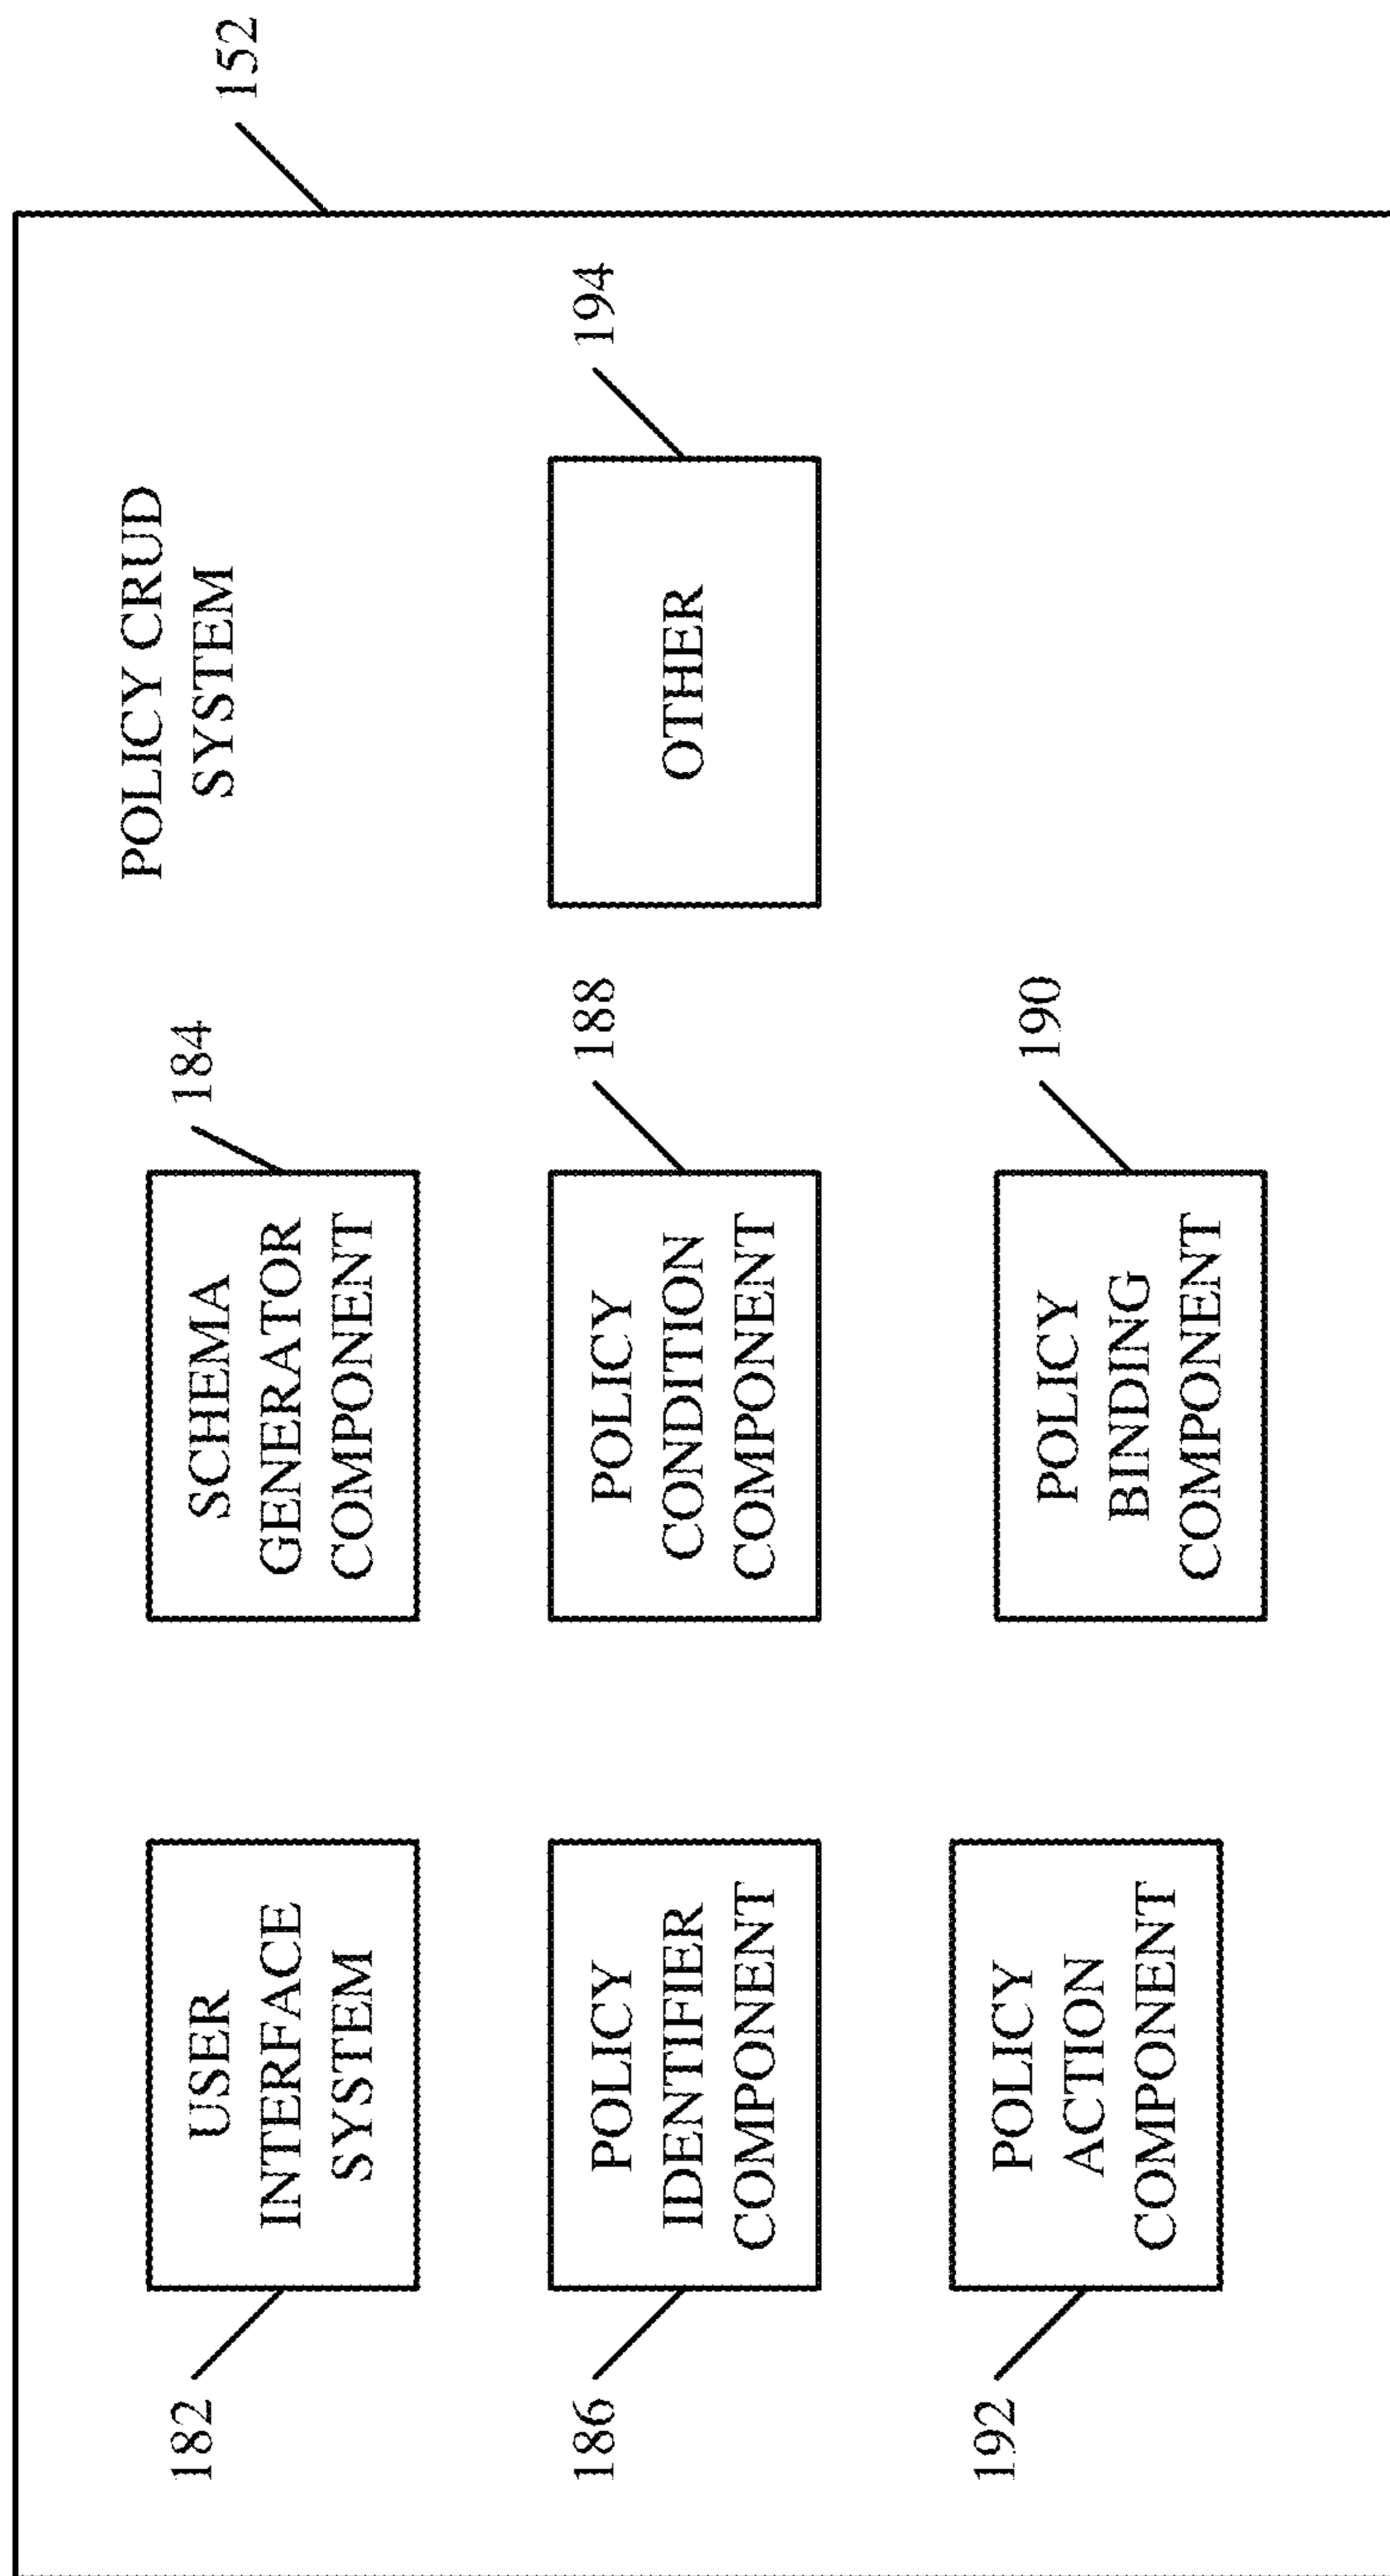 152
POLICY CRUD
SYSTEM
182
USER
INTERFACE
SYSTEM
184
SCHEMA
GENERATOR
COMPONENT
186
POLICY
IDENTIFIER
COMPONENT
188
POLICY
CONDITION
COMPONENT
194
OTHER
192
POLICY
ACTION
COMPONENT
190
POLICY
BINDING
COMPONENT